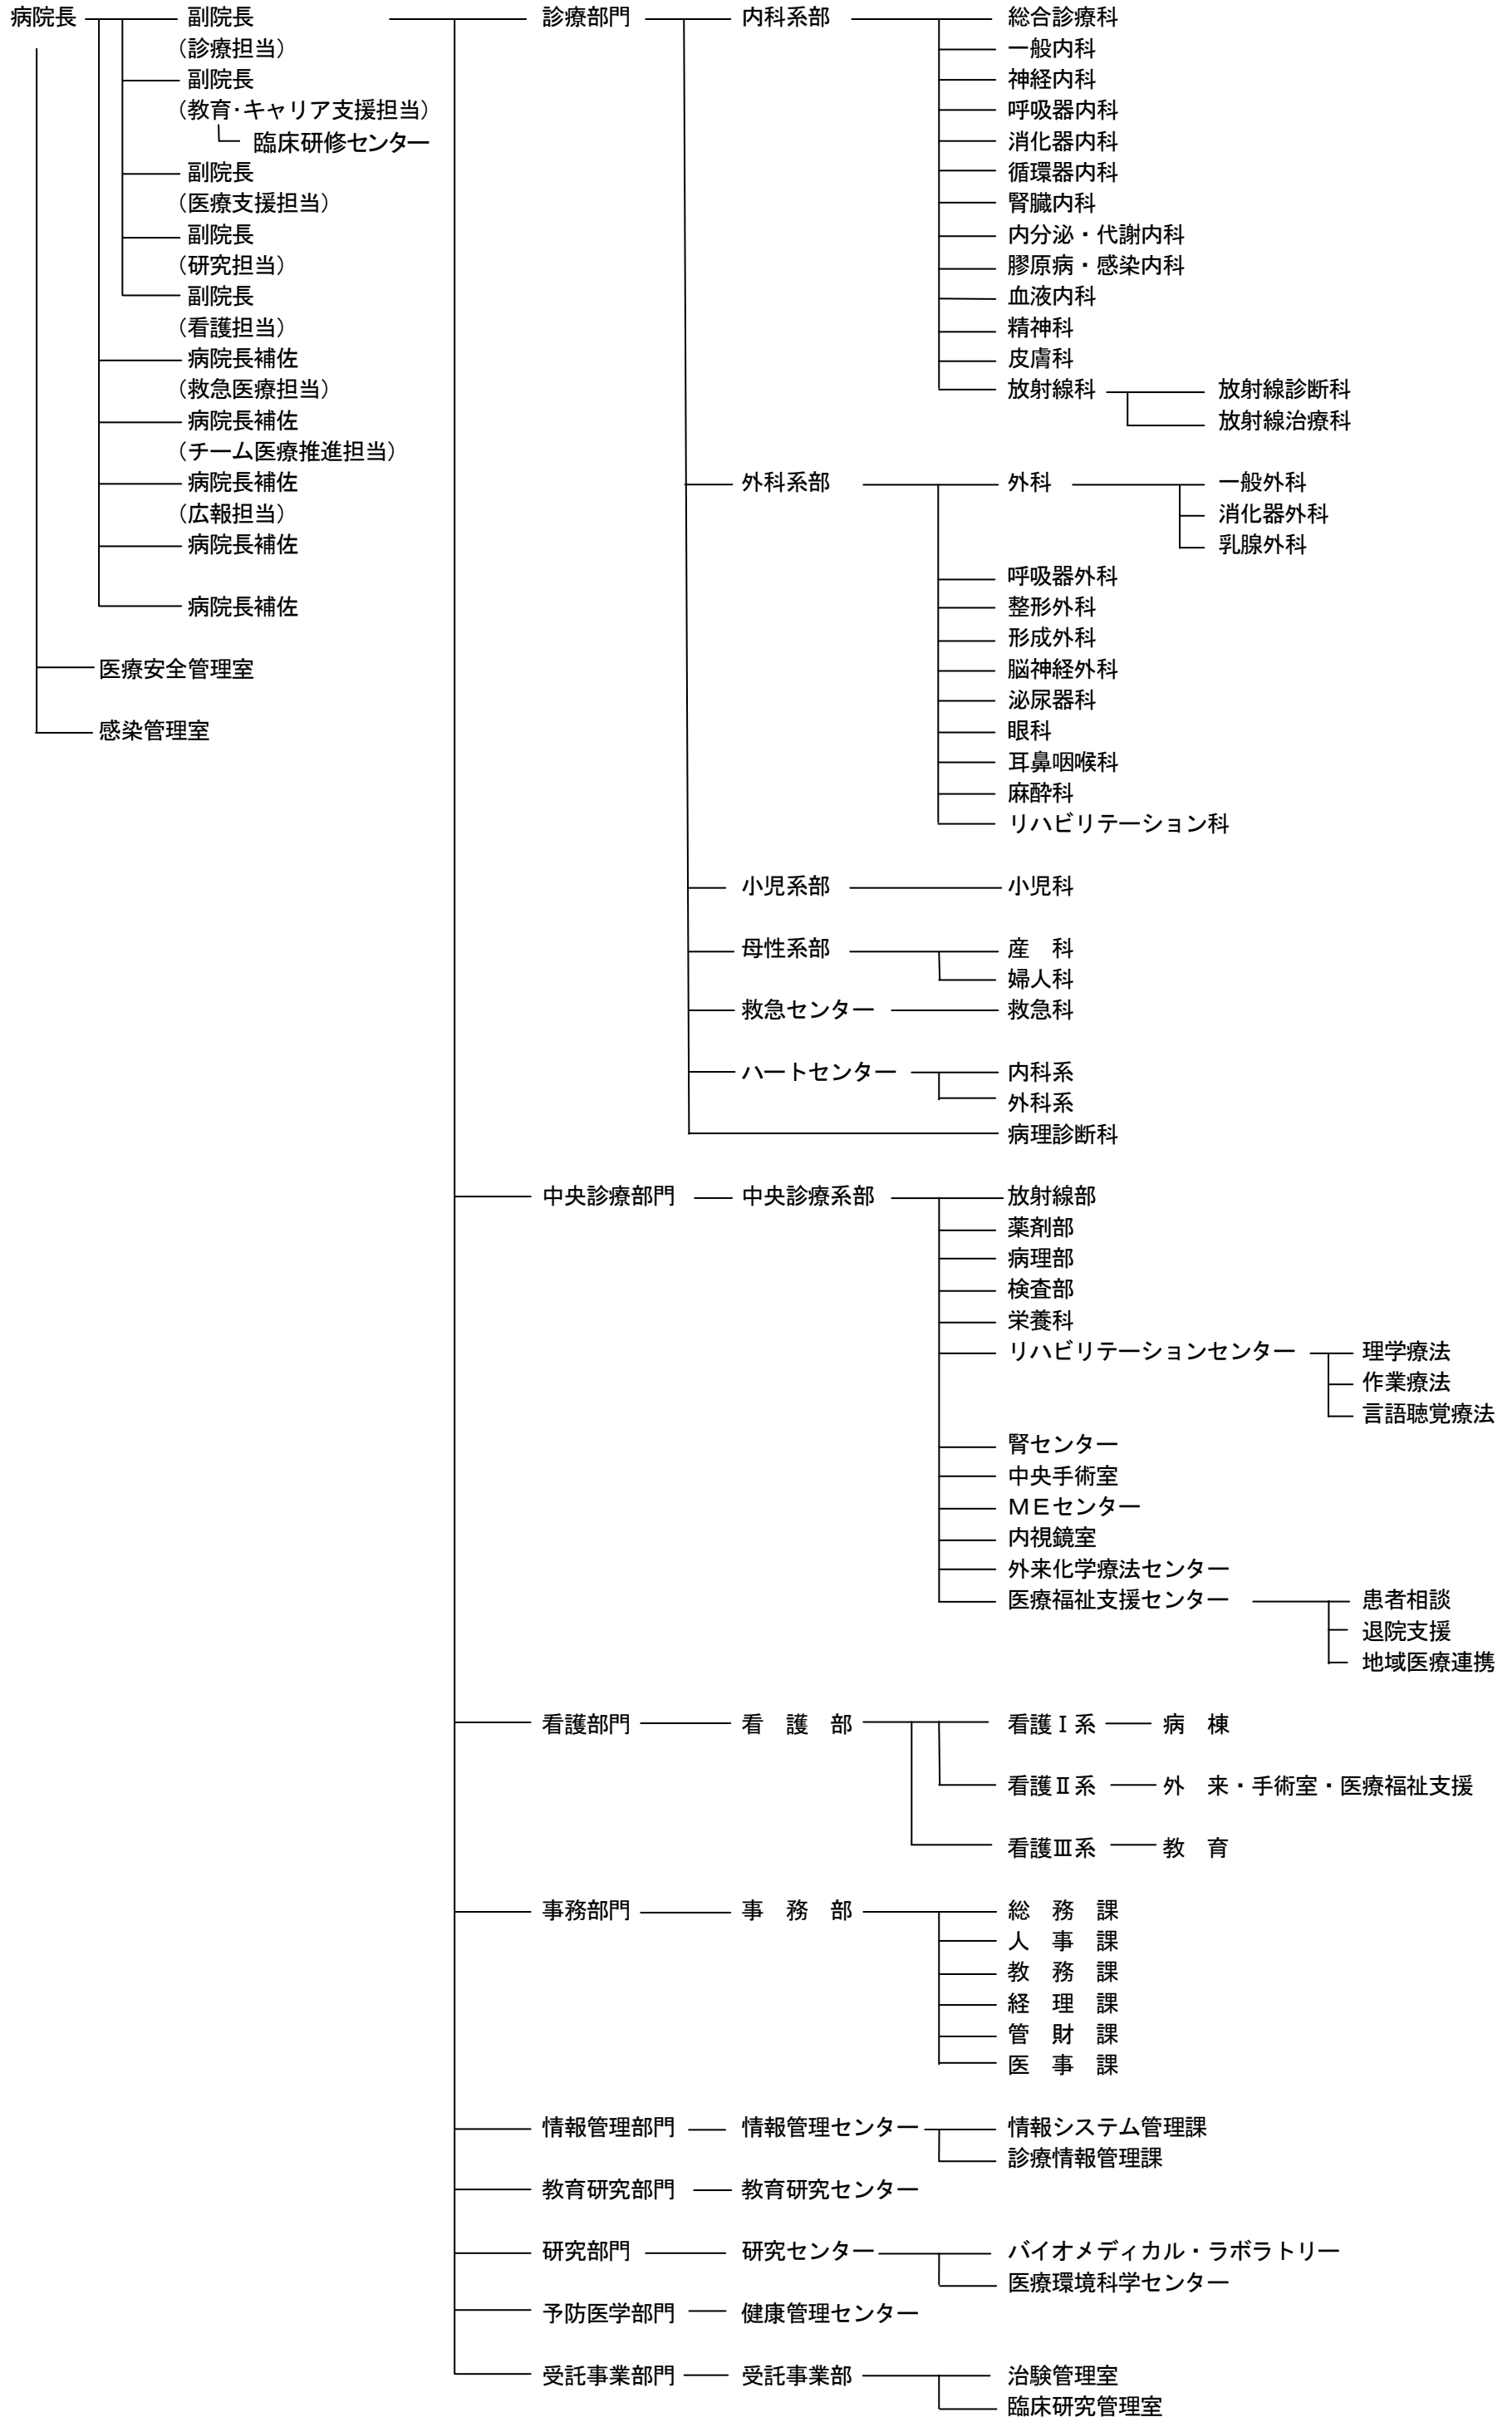 病院長 副院長 診療部門 内科系部 総合診療科
（診療担当） 一般内科
副院長 神経内科
（教育･キャリア支援担当） 呼吸器内科
臨床研修センター 消化器内科
副院長 循環器内科
（医療支援担当） 腎臓内科
副院長 内分泌・代謝内科
（研究担当） 膠原病・感染内科
副院長 血液内科
（看護担当） 精神科
病院長補佐 皮膚科
（救急医療担当） 放射線科 放射線診断科
病院長補佐 放射線治療科
（チーム医療推進担当）
病院長補佐 外科系部 外科 一般外科
（広報担当） 消化器外科
病院長補佐 乳腺外科
呼吸器外科
病院長補佐 整形外科
形成外科
医療安全管理室 脳神経外科
泌尿器科
感染管理室 眼科
耳鼻咽喉科
麻酔科
リハビリテーション科
小児系部 小児科
母性系部 産　科
婦人科
救急センター 救急科
ハートセンター 内科系
外科系
病理診断科
中央診療部門 中央診療系部 放射線部
薬剤部
病理部
検査部
栄養科
リハビリテーションセンター 理学療法
作業療法
言語聴覚療法
腎センター
中央手術室
ＭＥセンター
内視鏡室
外来化学療法センター
医療福祉支援センター 患者相談
退院支援
地域医療連携
看護部門 看　護　部 看護Ⅰ系 病　棟
看護Ⅱ系 外　来・手術室・医療福祉支援
看護Ⅲ系 教　育
事務部門 事　務　部 総　務　課
人　事　課
教　務　課
経　理　課
管　財　課
医　事　課
情報管理部門 情報管理センター 情報システム管理課
診療情報管理課
教育研究部門 教育研究センター
研究部門 研究センター バイオメディカル・ラボラトリー
医療環境科学センター
予防医学部門 健康管理センター
受託事業部門 受託事業部 治験管理室
臨床研究管理室